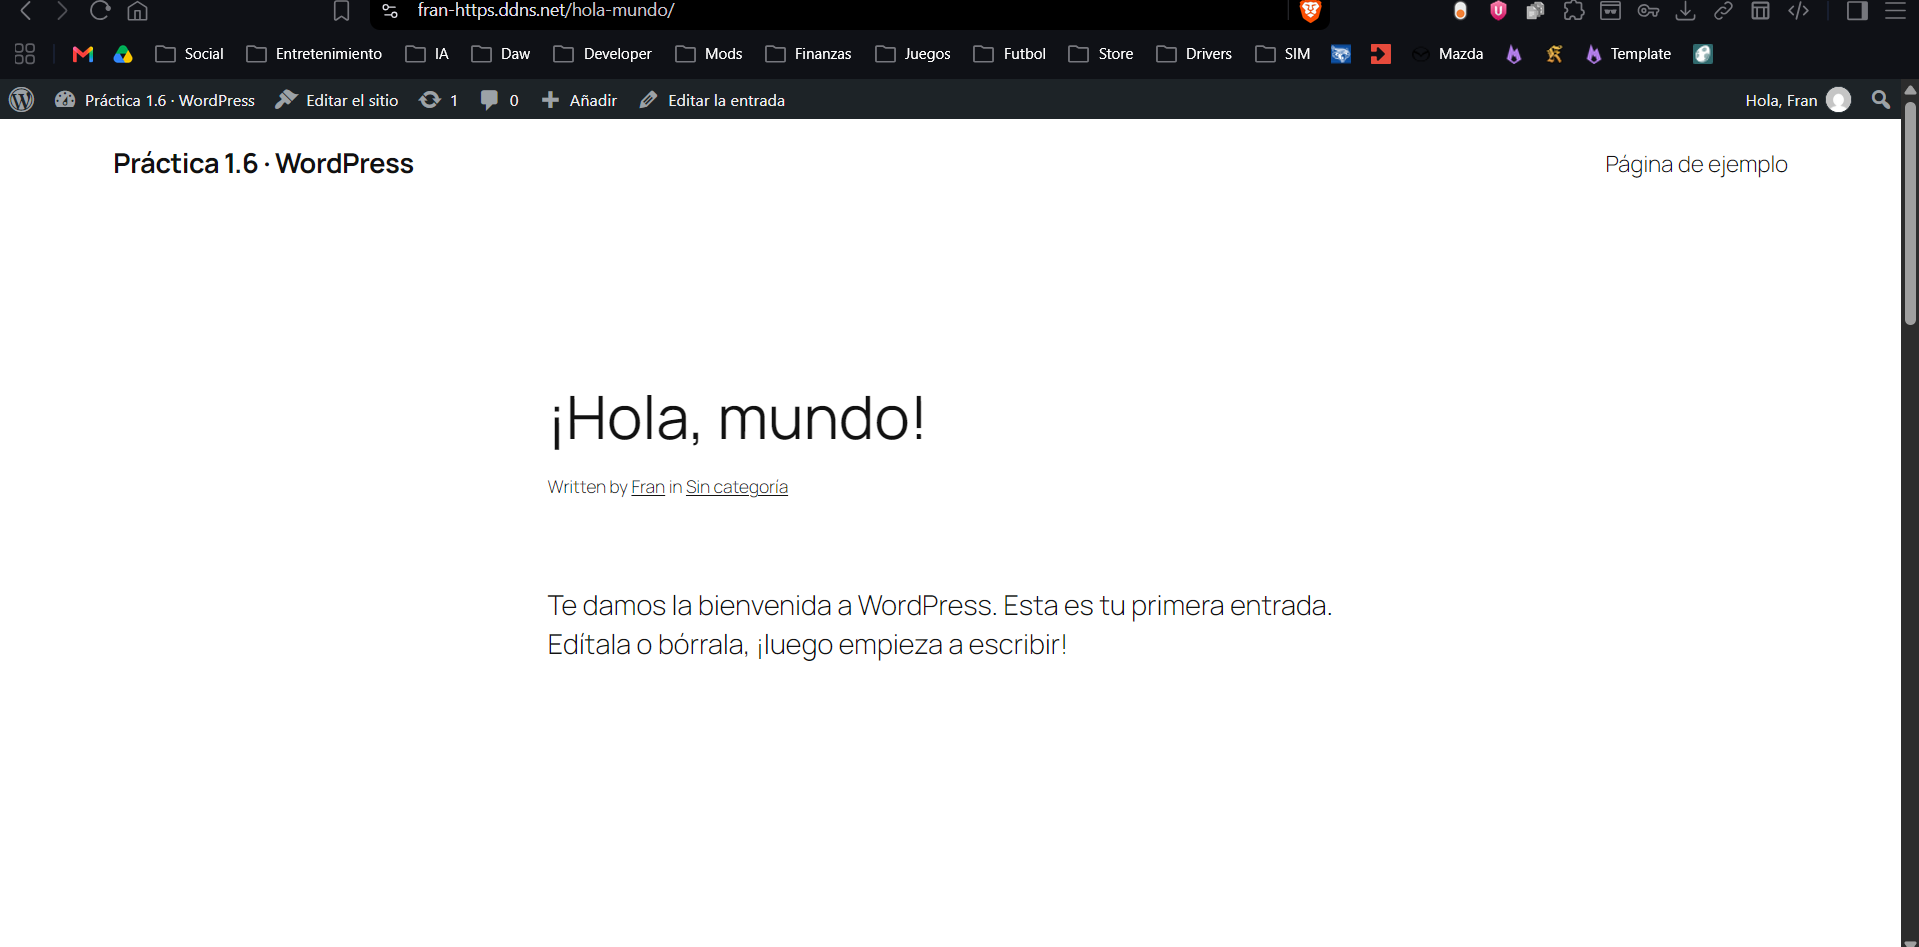 fran-https.ddns.net/hola-mundo/
Social Entretenimiento IA Daw Developer Mods Finanzas Juegos Futbol Store Drivers SIM Mazda Template
Práctica 1.6 · WordPress Editar el sitio 1 0 Añadir Editar la entrada Hola, Fran
Práctica 1.6 · WordPress Página de ejemplo
¡Hola, mundo!
Written by Fran in Sin categoría
Te damos la bienvenida a WordPress. Esta es tu primera entrada.
Edítala o bórrala, ¡luego empieza a escribir!